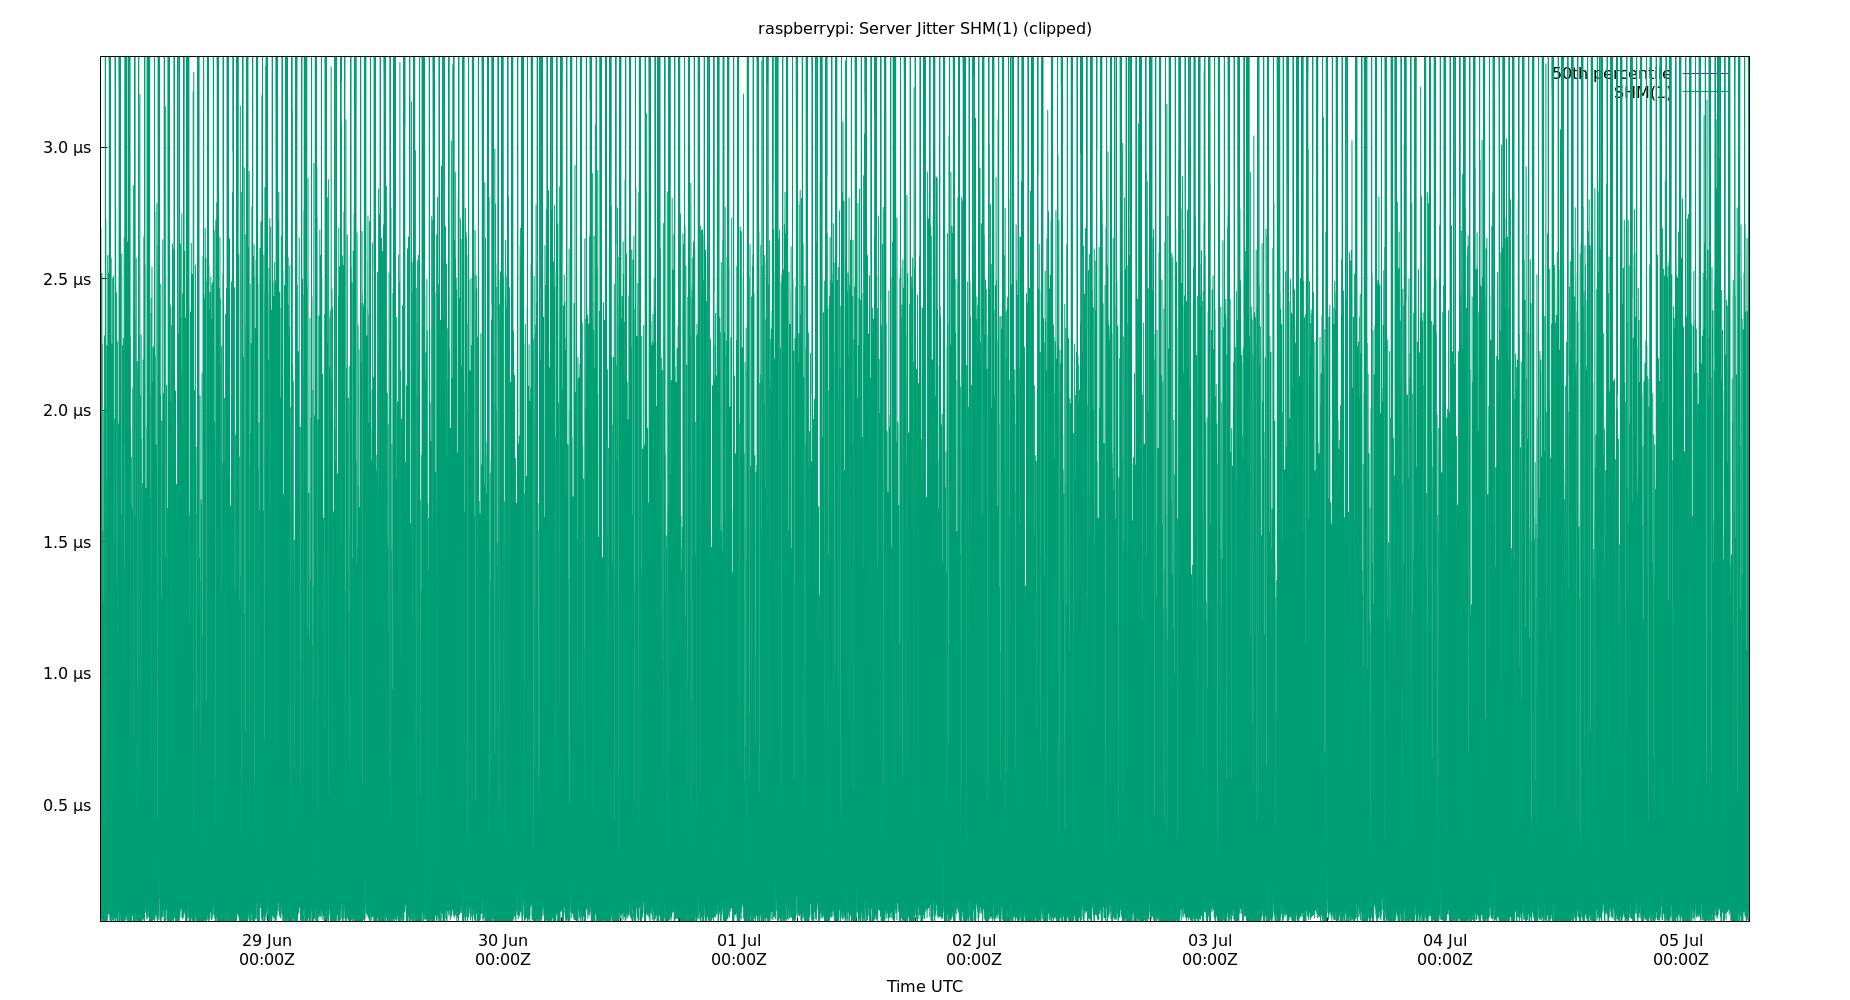 raspberrypi: Server Jitter SHM(1) (clipped)
50th percentile
SHM(1)
3.0 µs
2.5 µs
2.0 µs
1.5 µs
1.0 µs
0.5 µs
29 Jun 30 Jun 01 Jul 02 Jul 03 Jul 04 Jul 05 Jul
00:00Z 00:00Z 00:00Z 00:00Z 00:00Z 00:00Z 00:00Z
Time UTC